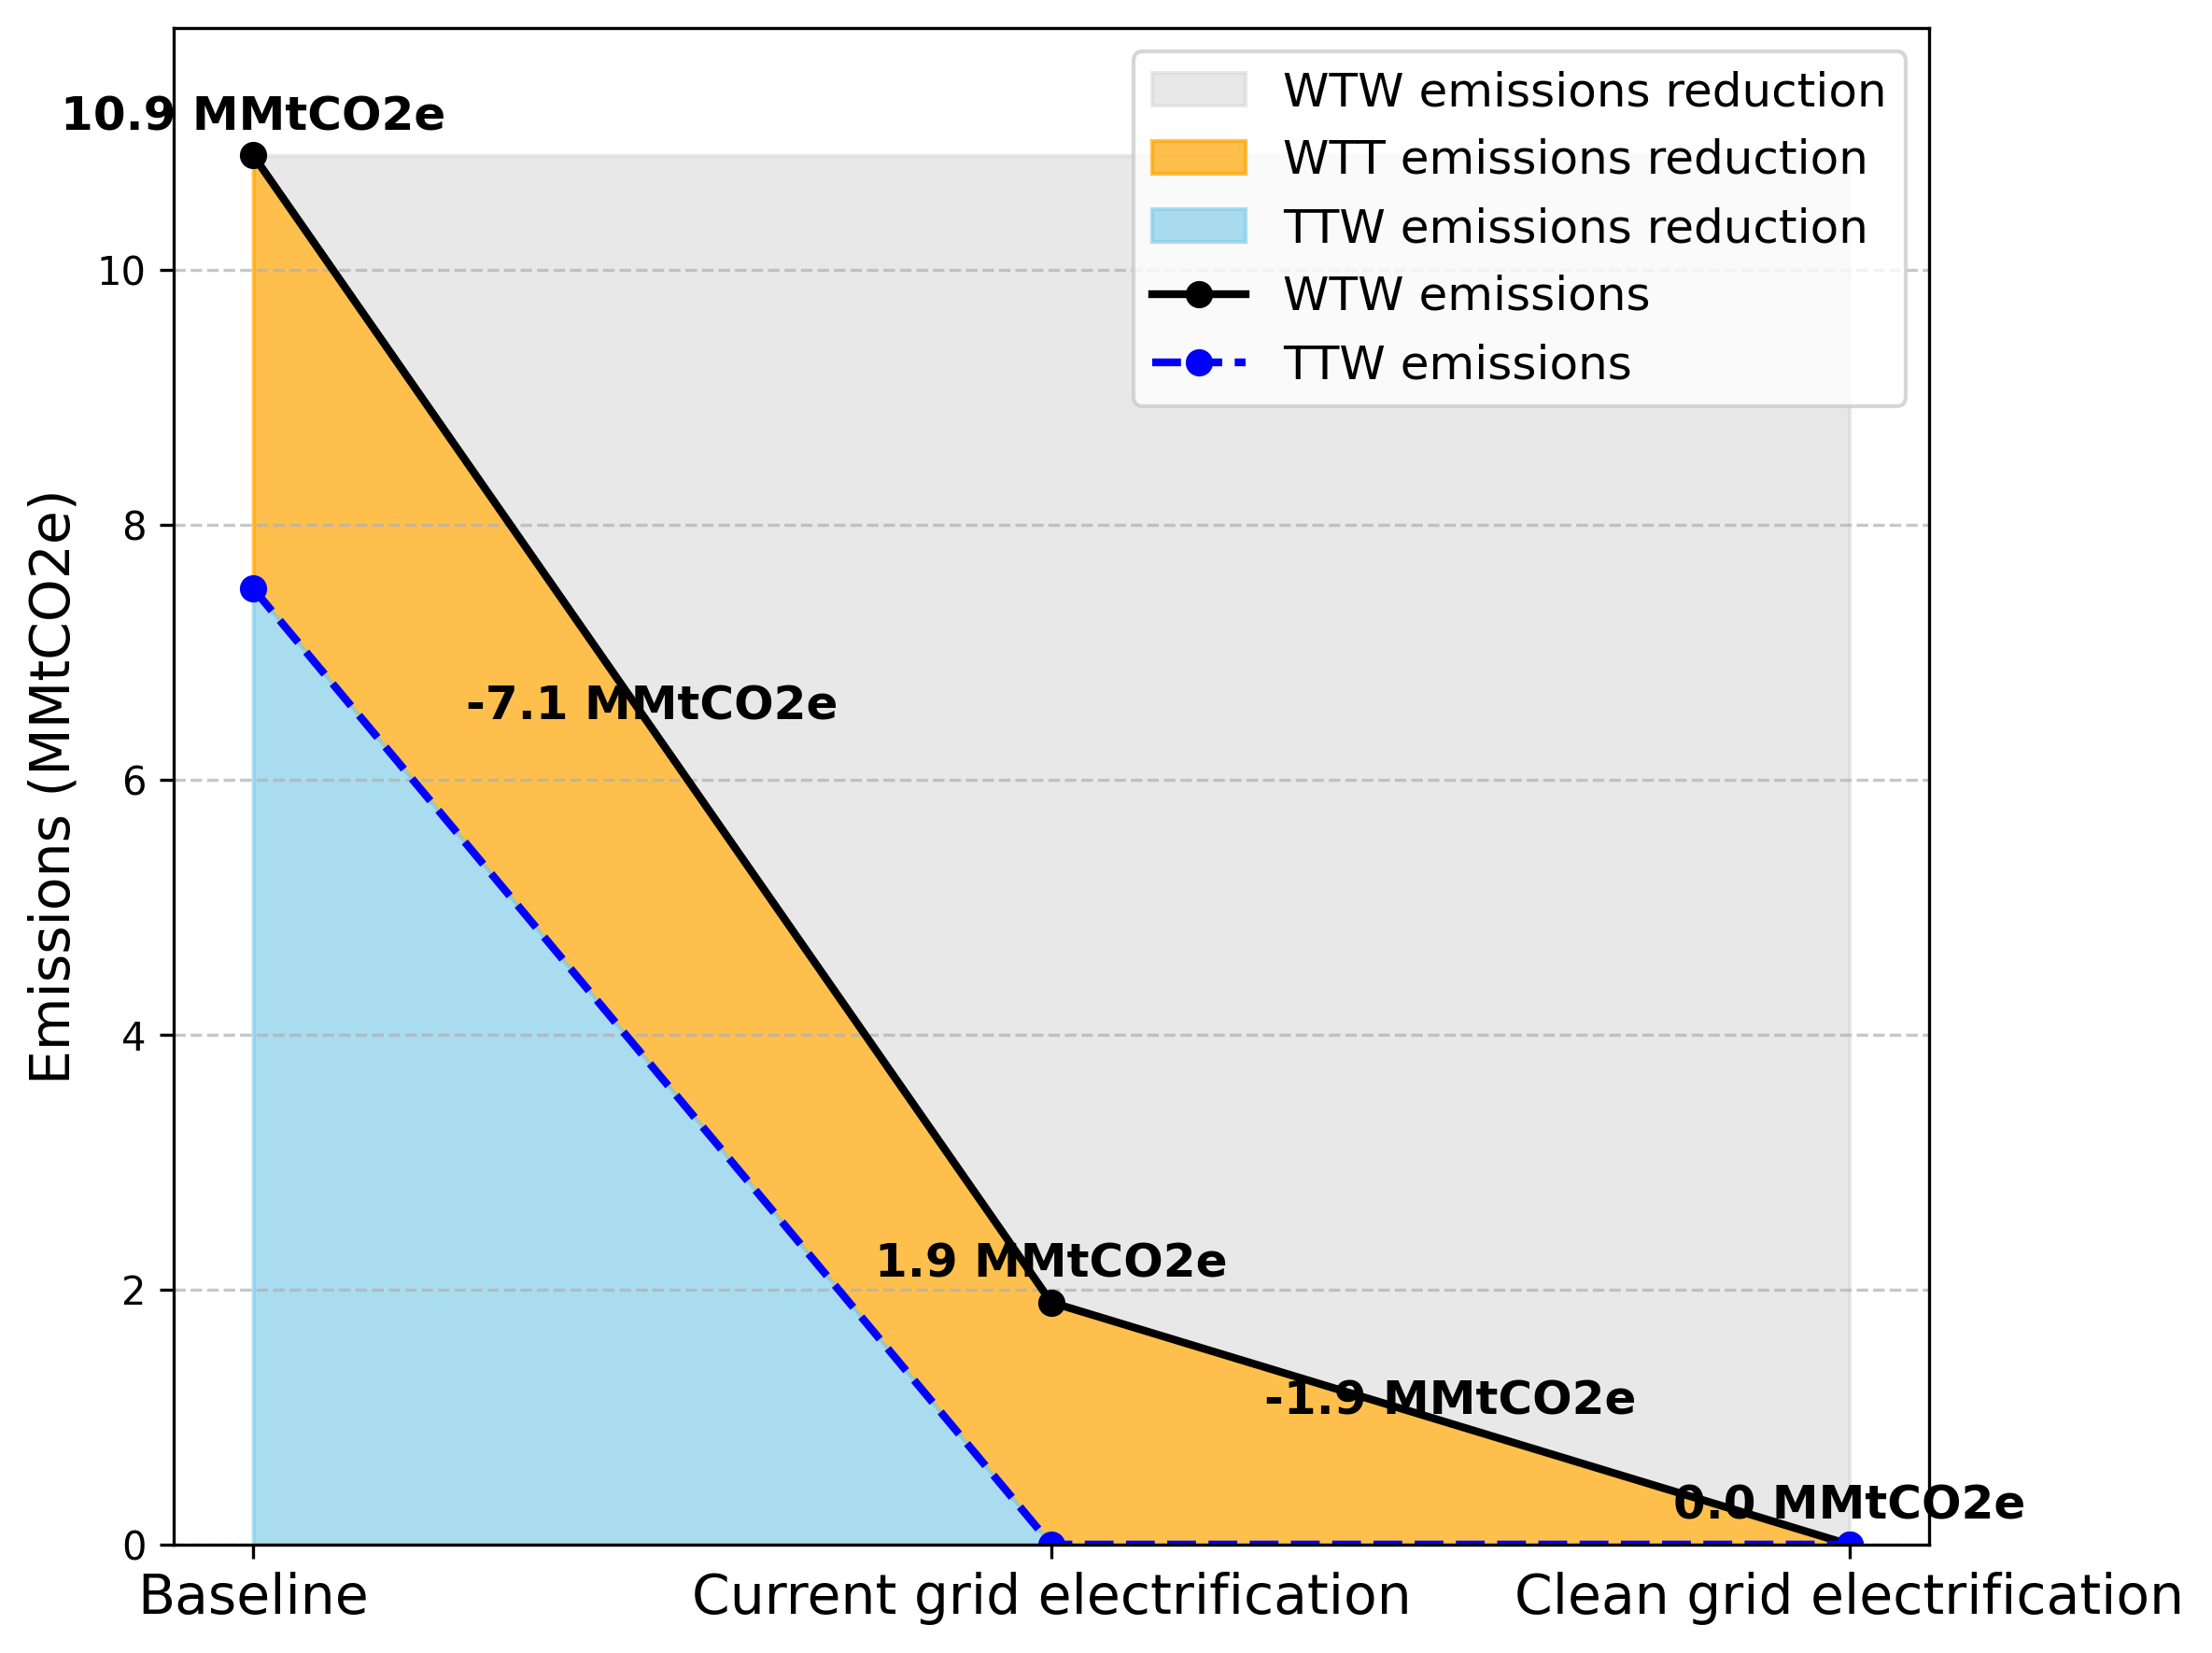 10.9 MMtCO2e
WTW emissions reduction
WTT emissions reduction
TTW emissions reduction
WTW emissions
TTW emissions
Emissions (MMtCO2e)
10
8
6
4
2
0
-7.1 MMtCO2e
1.9 MMtCO2e
-1.9 MMtCO2e
0.0 MMtCO2e
Baseline
Current grid electrification
Clean grid electrification